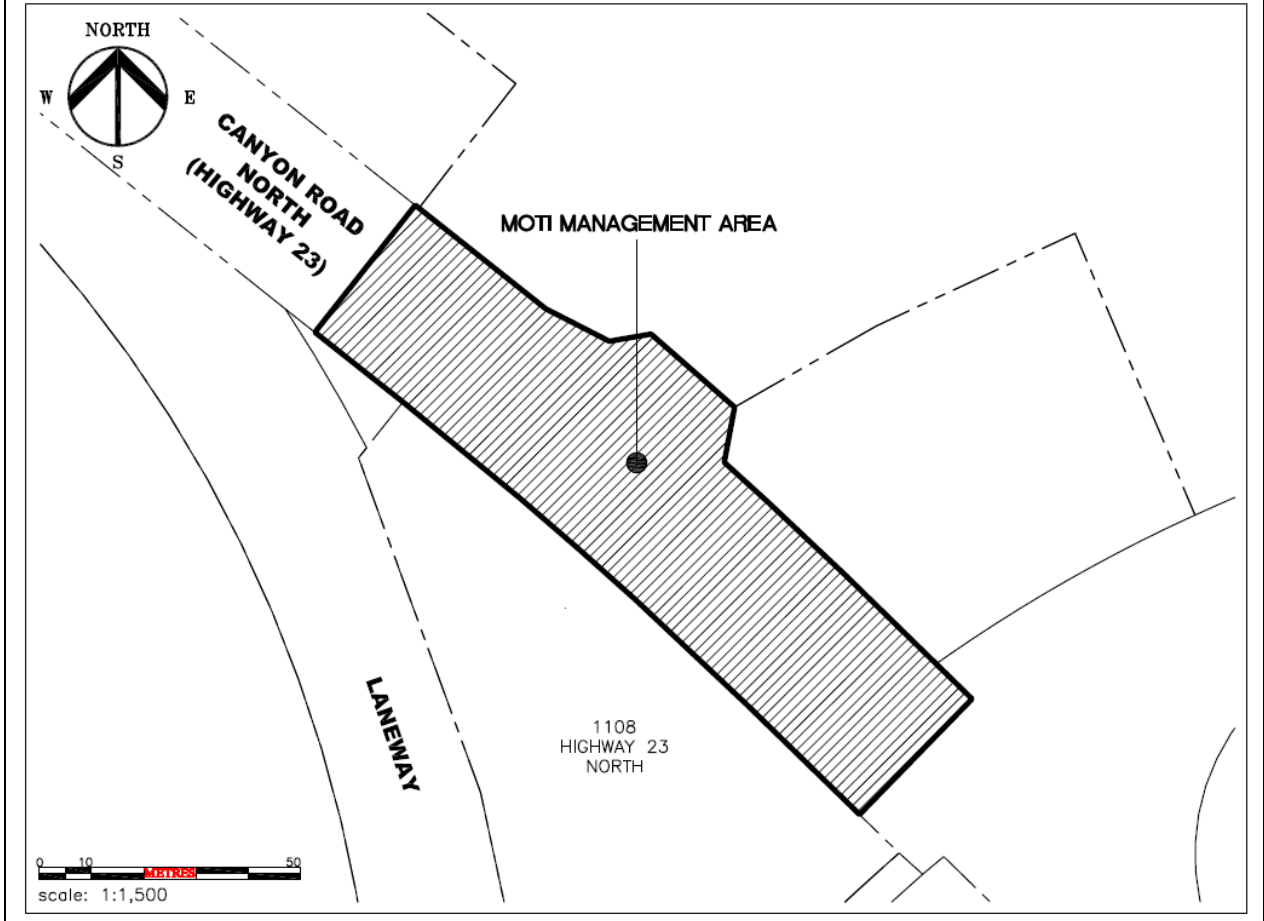 NORTH
W
E
S
CANYON ROAD
NORTH
(HIGHWAY 23)
MOTI MANAGEMENT AREA
LANEWAY
1108
HIGHWAY 23
NORTH
0 10 50
METRES
scale: 1:1,500